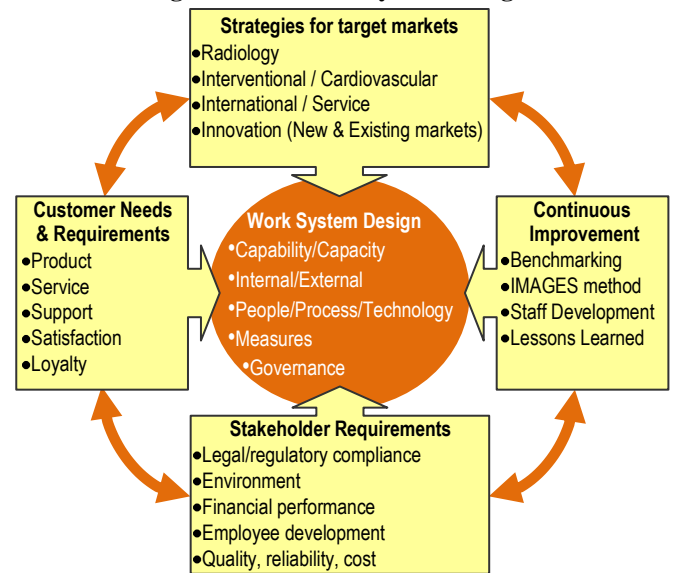 Strategies for target markets
●Radiology
●Interventional / Cardiovascular
●International / Service
●Innovation (New & Existing markets)
Customer Needs
& Requirements
●Product
●Service
●Support
●Satisfaction
●Loyalty
Work System Design
•Capability/Capacity
•Internal/External
•People/Process/Technology
•Measures
•Governance
Continuous
Improvement
●Benchmarking
●IMAGES method
●Staff Development
●Lessons Learned
Stakeholder Requirements
●Legal/regulatory compliance
●Environment
●Financial performance
●Employee development
●Quality, reliability, cost